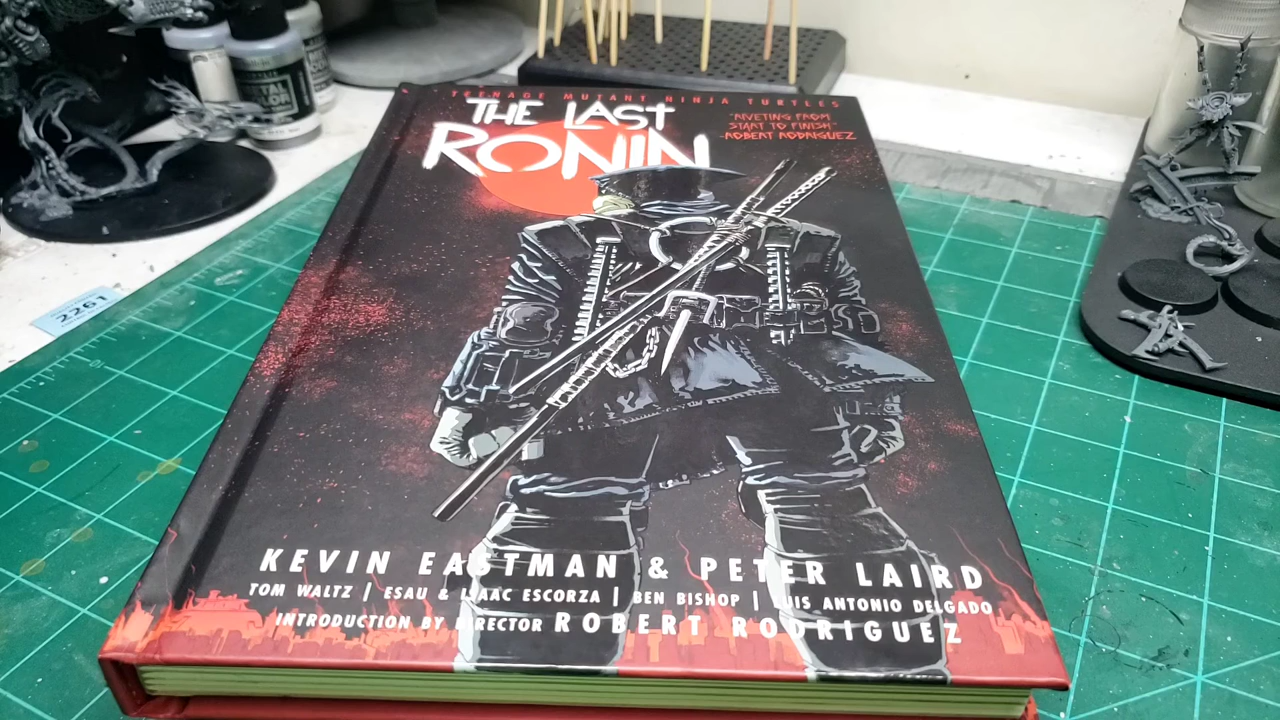 TEENAGE MUTANT NINJA TURTLES
THE LAST
RONIN
"RIVETING FROM
START TO FINISH."
-ROBERT RODRIGUEZ
2261
KEVIN EASTMAN & PETER LAIRD
TOM WALTZ | ESAU & ISAAC ESCORZA | BEN BISHOP | LUIS ANTONIO DELGADO
INTRODUCTION BY DIRECTOR ROBERT RODRIGUEZ